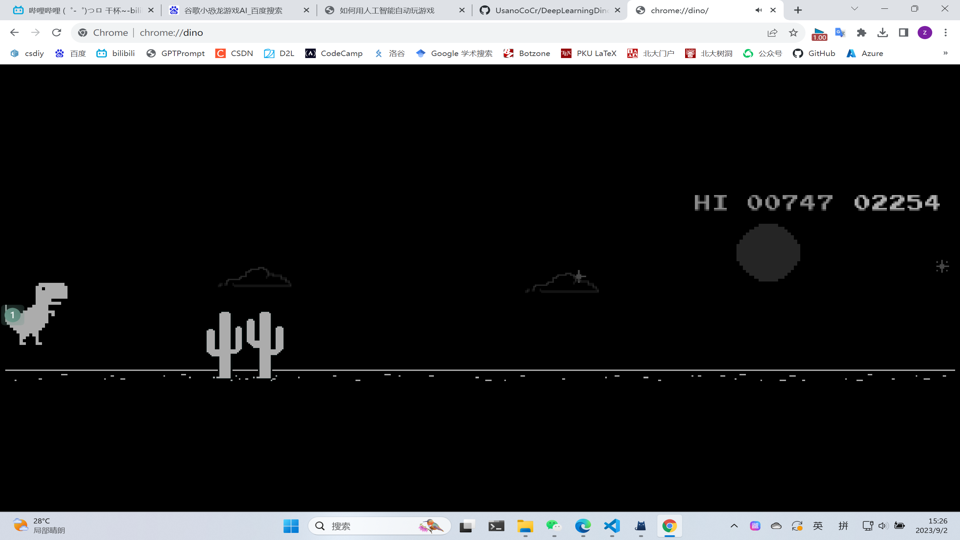 哔哩哔哩 (゜-゜)つロ 干杯~-bili
谷歌小恐龙游戏AI_百度搜索
如何用人工智能自动玩游戏
UsanoCoCr/DeepLearningDin
chrome://dino/
Chrome | chrome://dino
1.00
z
csdiy
百度
bilibili
GPTPrompt
CSDN
D2L
CodeCamp
洛谷
Google 学术搜索
Botzone
PKU LaTeX
北大门户
北大树洞
公众号
GitHub
Azure
»
HI 00747 02254
1
28°C
局部晴朗
搜索
英
拼
15:26
2023/9/2